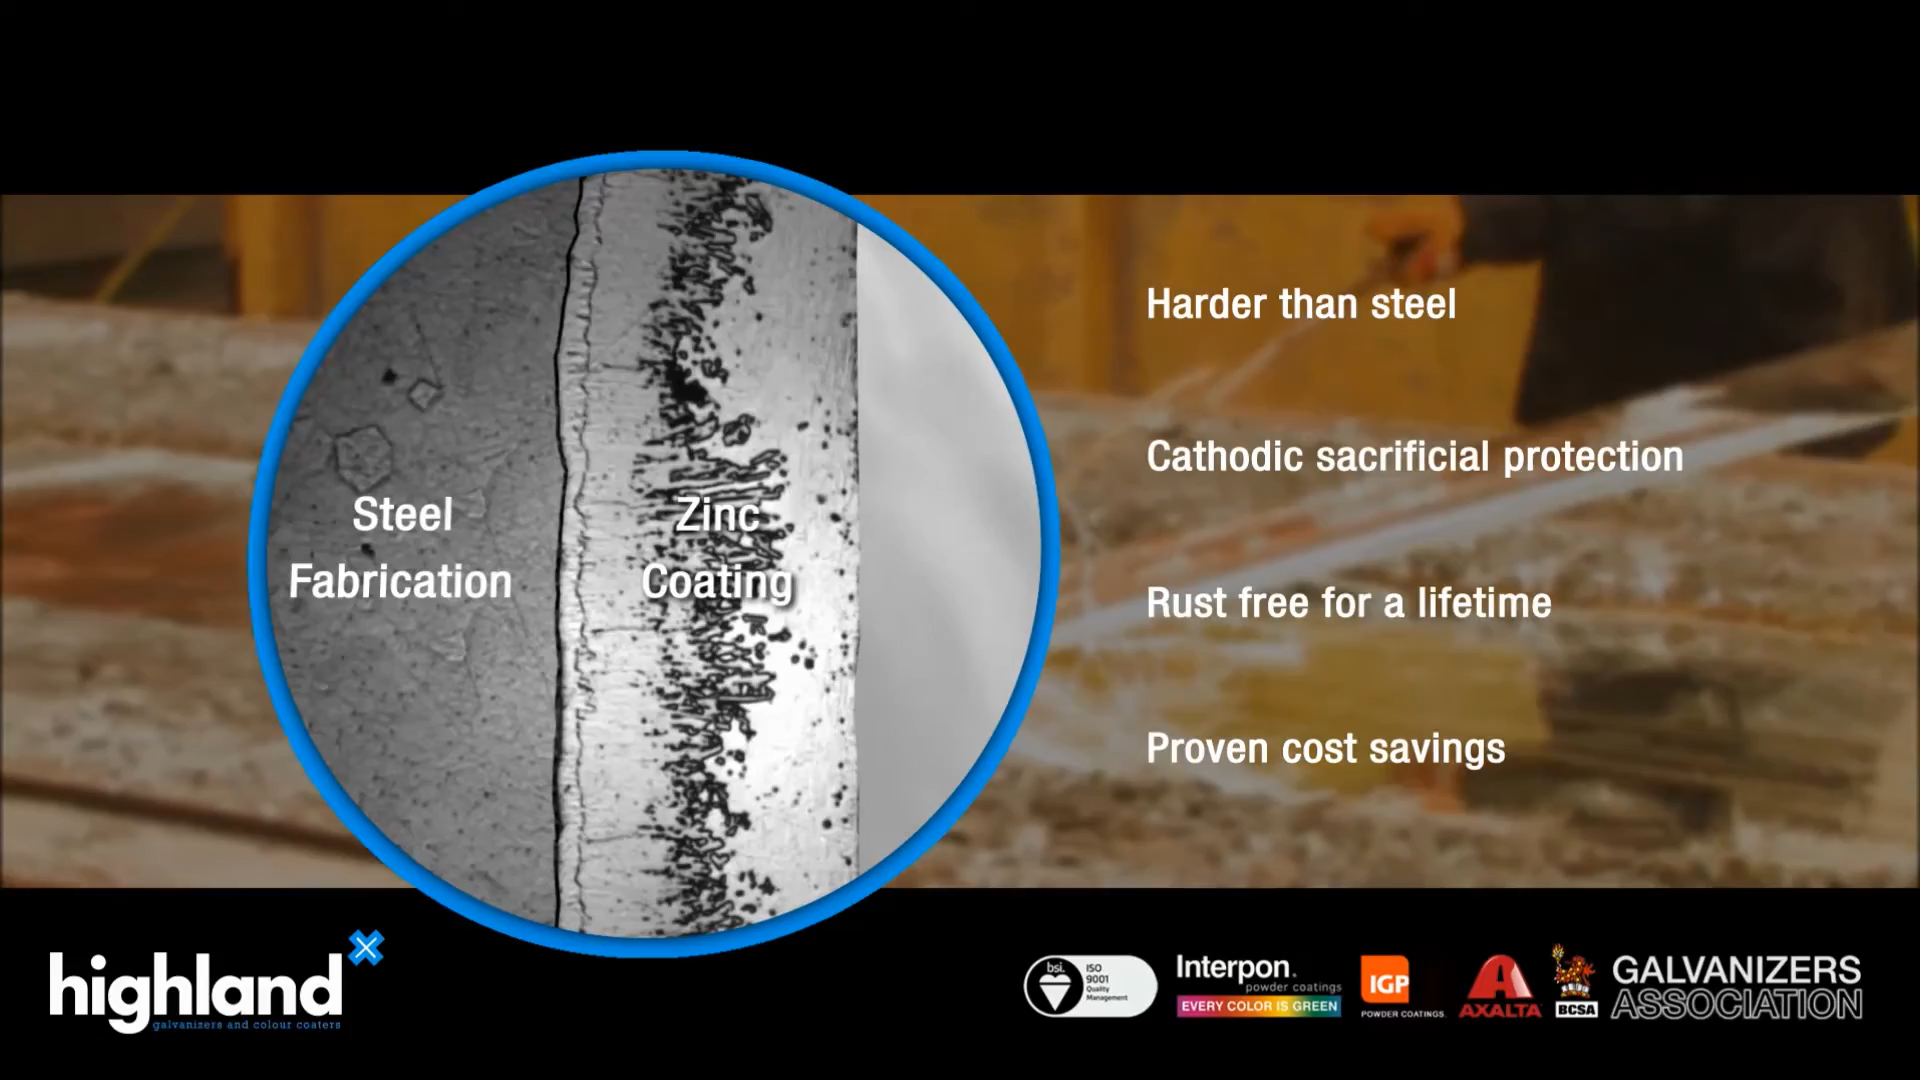 Steel
Fabrication
Zinc
Coating
Harder than steel
Cathodic sacrificial protection
Rust free for a lifetime
Proven cost savings
highland
galvanizers and colour coaters
bsi.
ISO
9001
Quality
Management
Interpon.
powder coatings
EVERY COLOR IS GREEN
IGP
POWDER COATINGS
AXALTA
BCSA
GALVANIZERS
ASSOCIATION